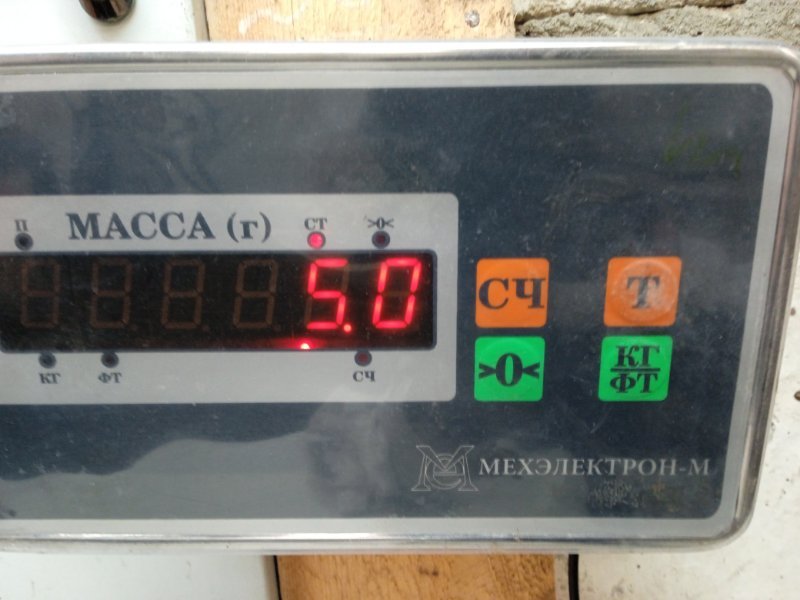 П МАССА (г) СТ >0<
5.0
КГ ФТ СЧ
СЧ Т
>0< КГ
ФТ
МЕХЭЛЕКТРОН-М